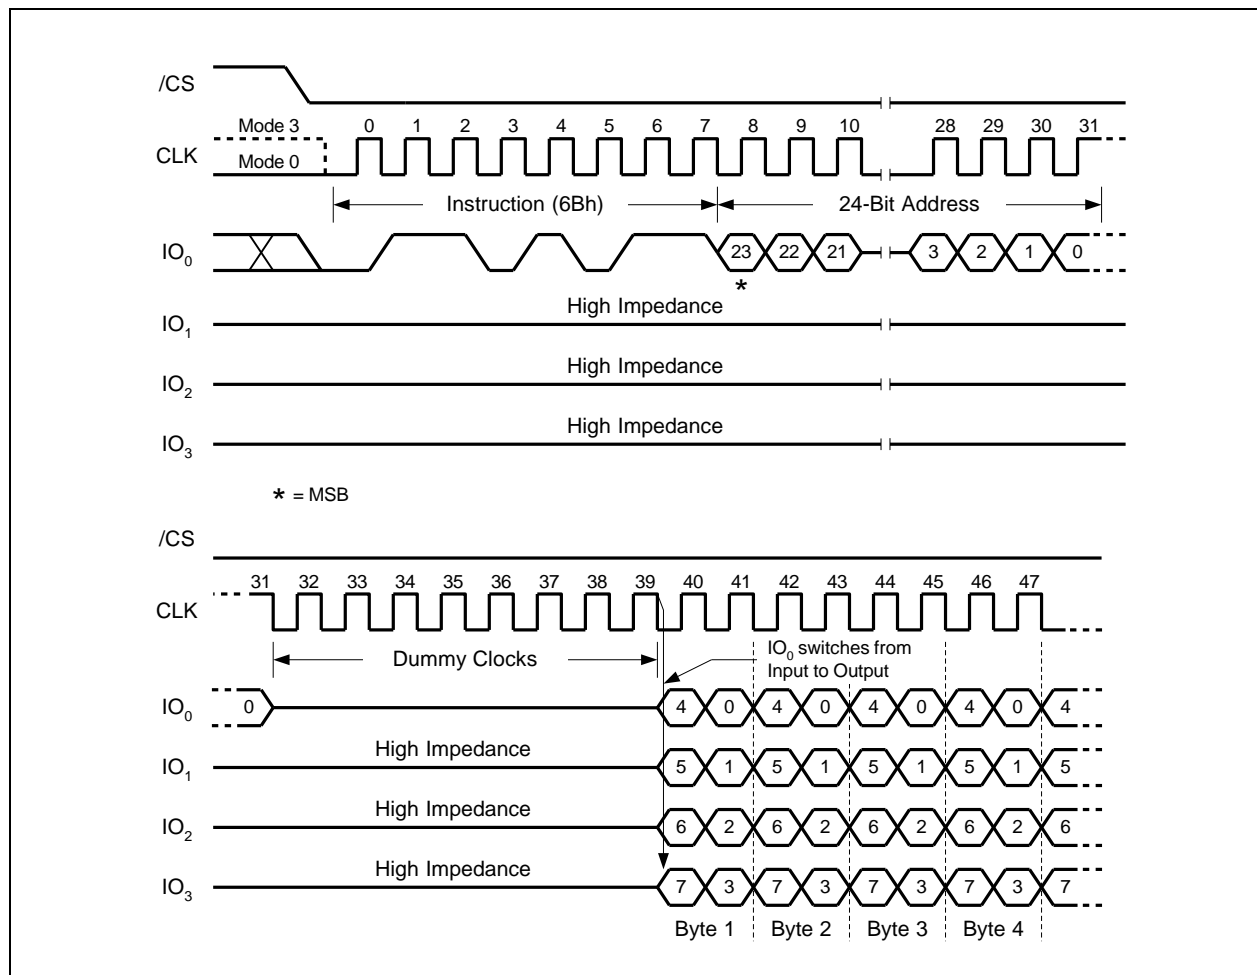 /CS
Mode 3 0 1 2 3 4 5 6 7 8 9 10 28 29 30 31
CLK
Mode 0
Instruction (6Bh) 24-Bit Address
IO0 23 22 21 3 2 1 0
*
High Impedance
IO1
High Impedance
IO2
High Impedance
IO3
* = MSB
/CS
31 32 33 34 35 36 37 38 39 40 41 42 43 44 45 46 47
CLK
Dummy Clocks
IO0 switches from
Input to Output
IO0 0 4 0 4 0 4 0 4 0 4
High Impedance
IO1 5 1 5 1 5 1 5 1 5
High Impedance
IO2 6 2 6 2 6 2 6 2 6
High Impedance
IO3 7 3 7 3 7 3 7 3 7
Byte 1 Byte 2 Byte 3 Byte 4